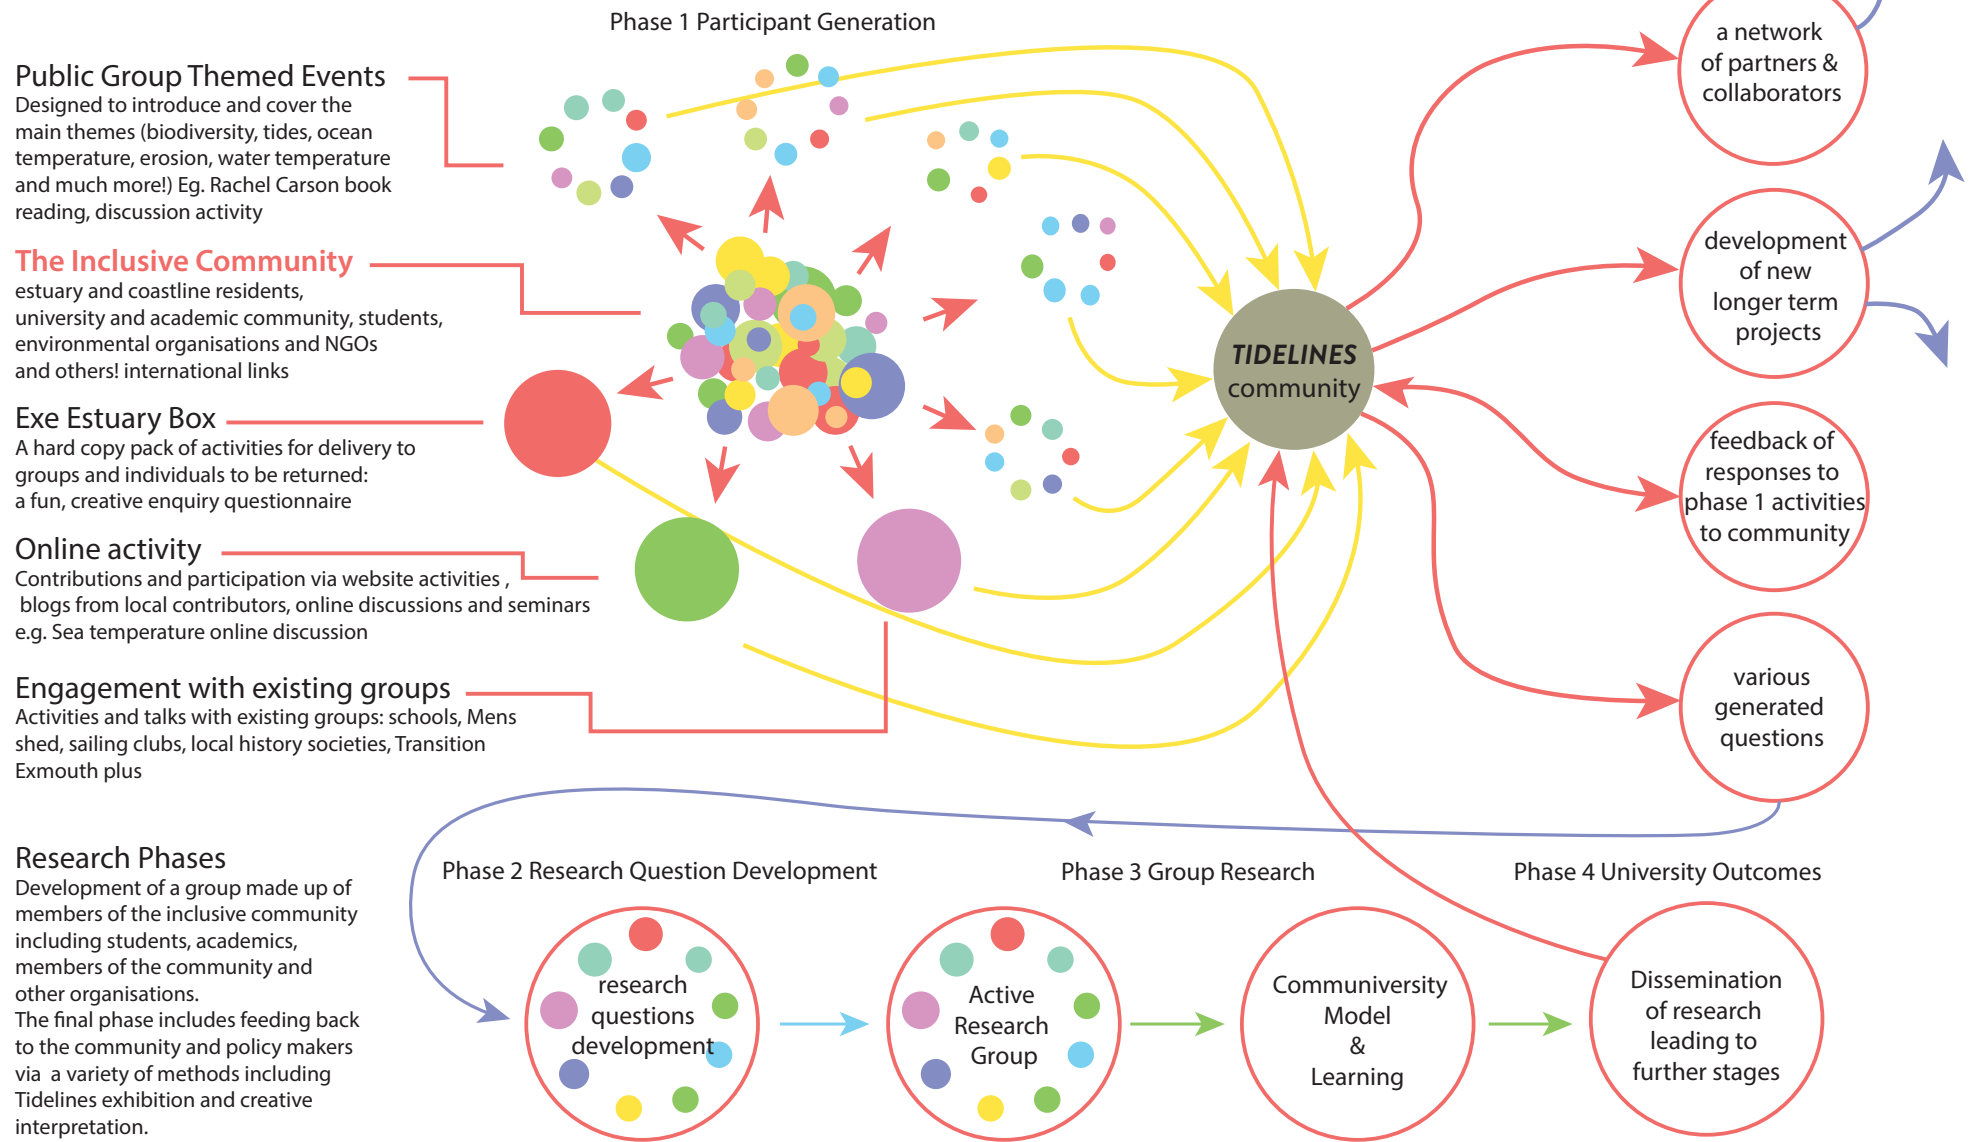 Phase 1 Participant Generation
Public Group Themed Events
Designed to introduce and cover the
main themes (biodiversity, tides, ocean
temperature, erosion, water temperature
and much more!) Eg. Rachel Carson book
reading, discussion activity
The Inclusive Community
estuary and coastline residents,
university and academic community, students,
environmental organisations and NGOs
and others! international links
Exe Estuary Box
A hard copy pack of activities for delivery to
groups and individuals to be returned:
a fun, creative enquiry questionnaire
Online activity
Contributions and participation via website activities ,
blogs from local contributors, online discussions and seminars
e.g. Sea temperature online discussion
Engagement with existing groups
Activities and talks with existing groups: schools, Mens
shed, sailing clubs, local history societies, Transition
Exmouth plus
TIDELINES
community
a network
of partners &
collaborators
development
of new
longer term
projects
feedback of
responses to
phase 1 activities
to community
various
generated
questions
Research Phases
Development of a group made up of
members of the inclusive community
including students, academics,
members of the community and
other organisations.
The final phase includes feeding back
to the community and policy makers
via a variety of methods including
Tidelines exhibition and creative
interpretation.
Phase 2 Research Question Development
Phase 3 Group Research
Phase 4 University Outcomes
research
questions
development
Active
Research
Group
Communiversity
Model
&
Learning
Dissemination
of research
leading to
further stages